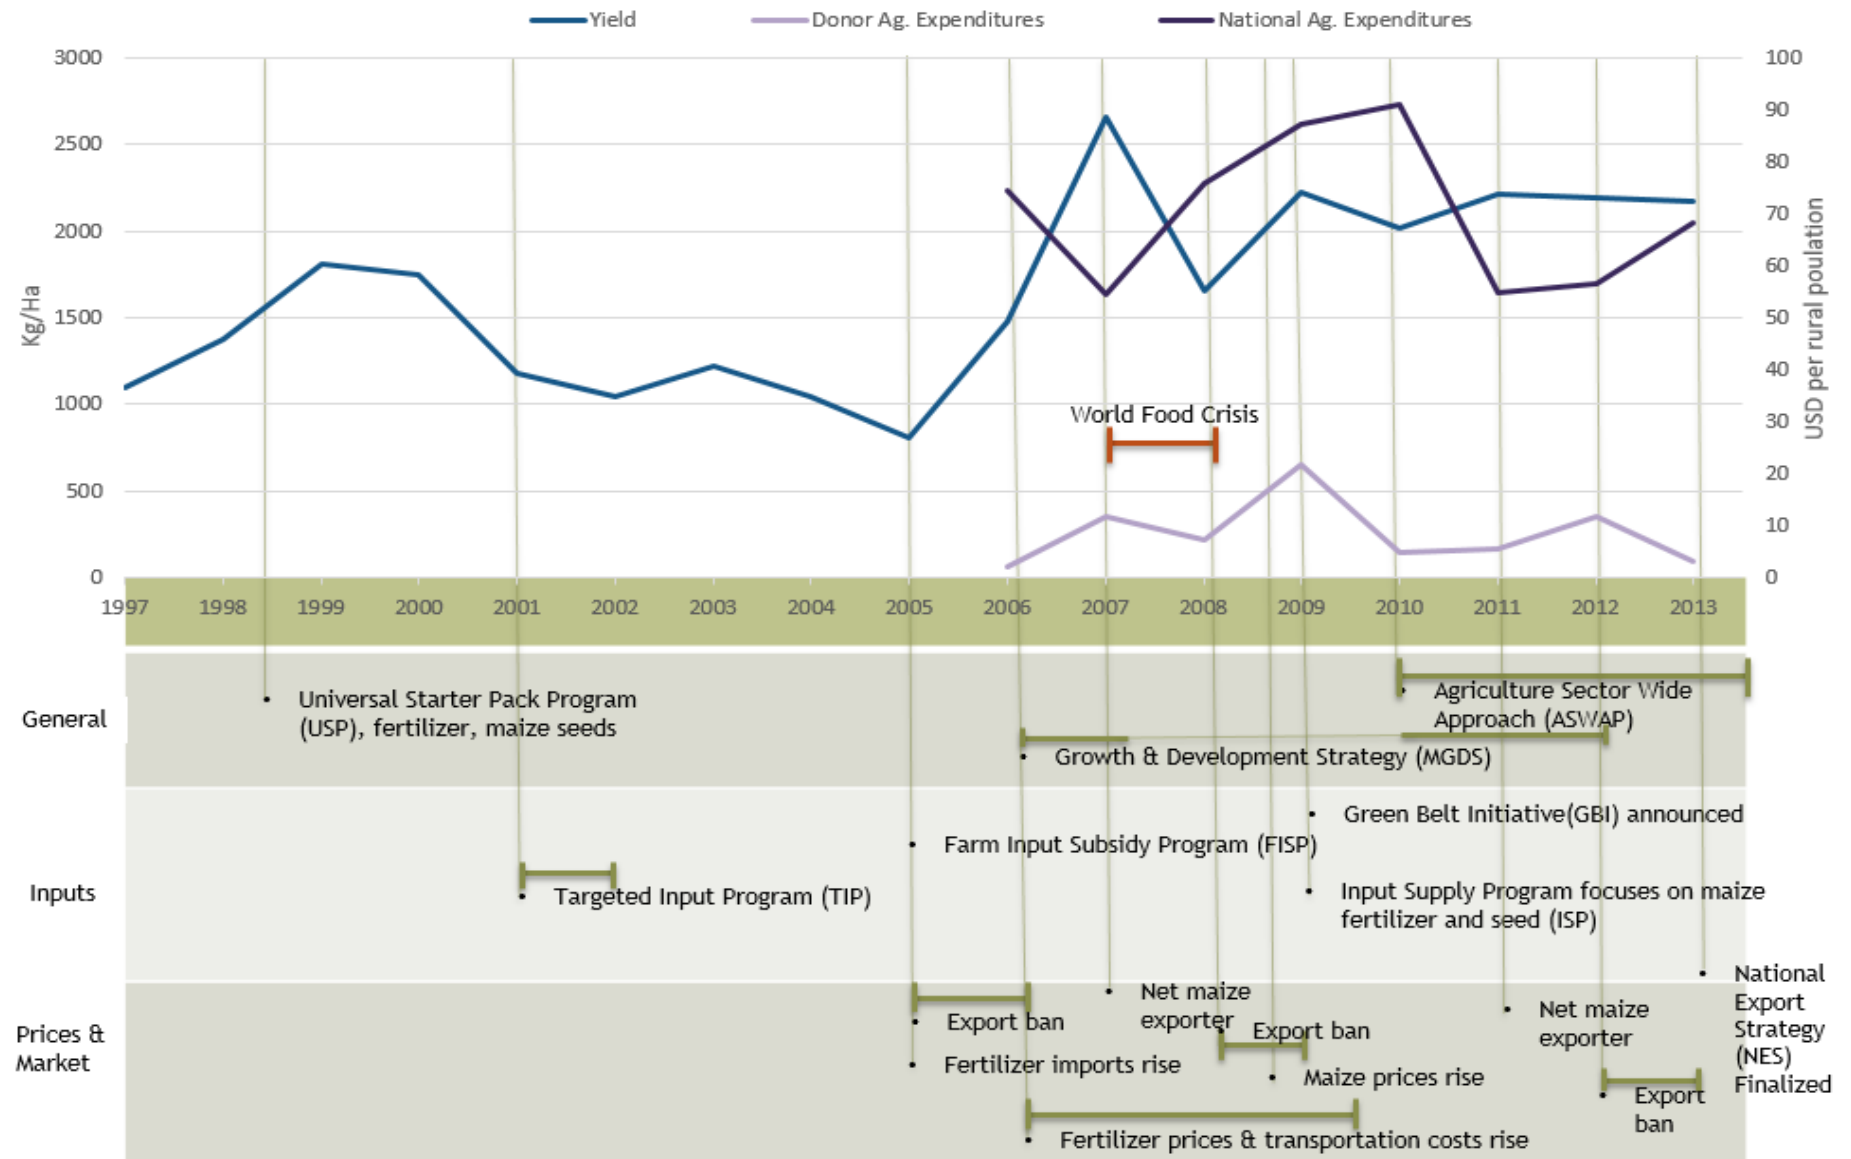 Yield Donor Ag. Expenditures National Ag. Expenditures
3000 100
90
2500
80
2000 70
60
Kg/Ha
USD per rural poulation
1500 50
40
1000
World Food Crisis
30
20
500
10
0 0
1997 1998 1999 2000 2001 2002 2003 2004 2005 2006 2007 2008 2009 2010 2011 2012 2013
General
• Universal Starter Pack Program
(USP), fertilizer, maize seeds
• Agriculture Sector Wide
Approach (ASWAP)
• Growth & Development Strategy (MGDS)
Inputs
• Green Belt Initiative(GBI) announced
• Farm Input Subsidy Program (FISP)
• Targeted Input Program (TIP)
• Input Supply Program focuses on maize
fertilizer and seed (ISP)
Prices &
Market
• National
Export
Strategy
(NES)
Finalized
• Net maize
exporter
• Net maize
exporter
• Export ban
• Export ban
• Fertilizer imports rise
• Maize prices rise
• Export
ban
• Fertilizer prices & transportation costs rise